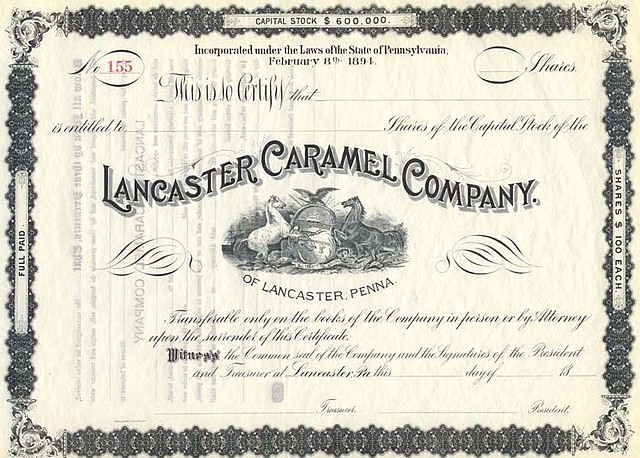 CAPITAL STOCK $ 600,000.
Incorporated under the Laws of the State of Pennsylvania,
February 8th 1894.
No 155
Shares.
This is to Certify that
is entitled to Shares of the Capital Stock of the
LANCASTER CARAMEL COMPANY.
OF LANCASTER, PENNA.
FULL PAID.
SHARES $ 100 EACH.
Transferable only on the books of the Company in person or by Attorney
upon the surrender of this Certificate.
Witness the Common seal of the Company and the Signatures of the President
and Treasurer at Lancaster, Pa. this day of 18
Treasurer. President.